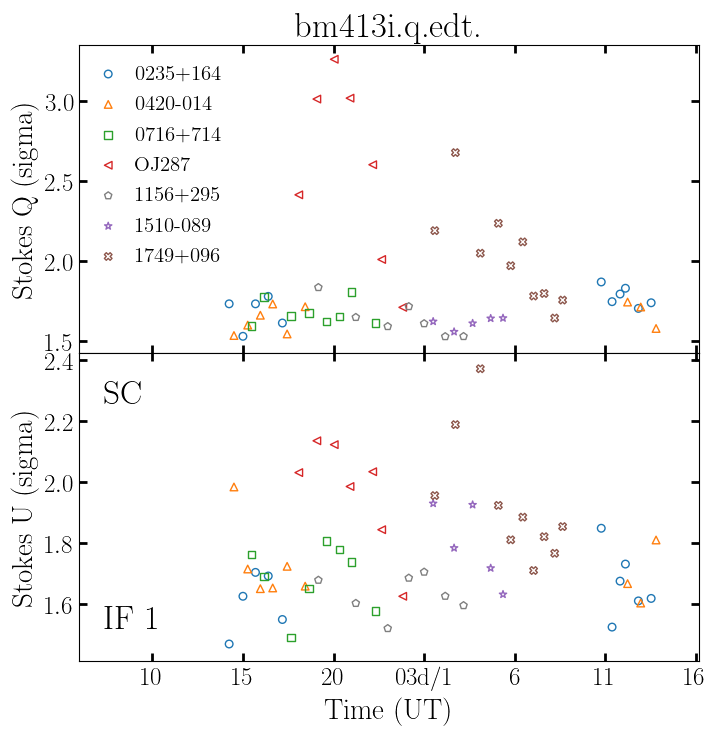 bm413i.q.edt.
Stokes Q (sigma)
3.0
2.5
2.0
1.5
0235+164
0420-014
0716+714
OJ287
1156+295
1510-089
1749+096
Stokes U (sigma)
2.4
2.2
2.0
1.8
1.6
SC
IF 1
10 15 20 03d/1 6 11 16
Time (UT)